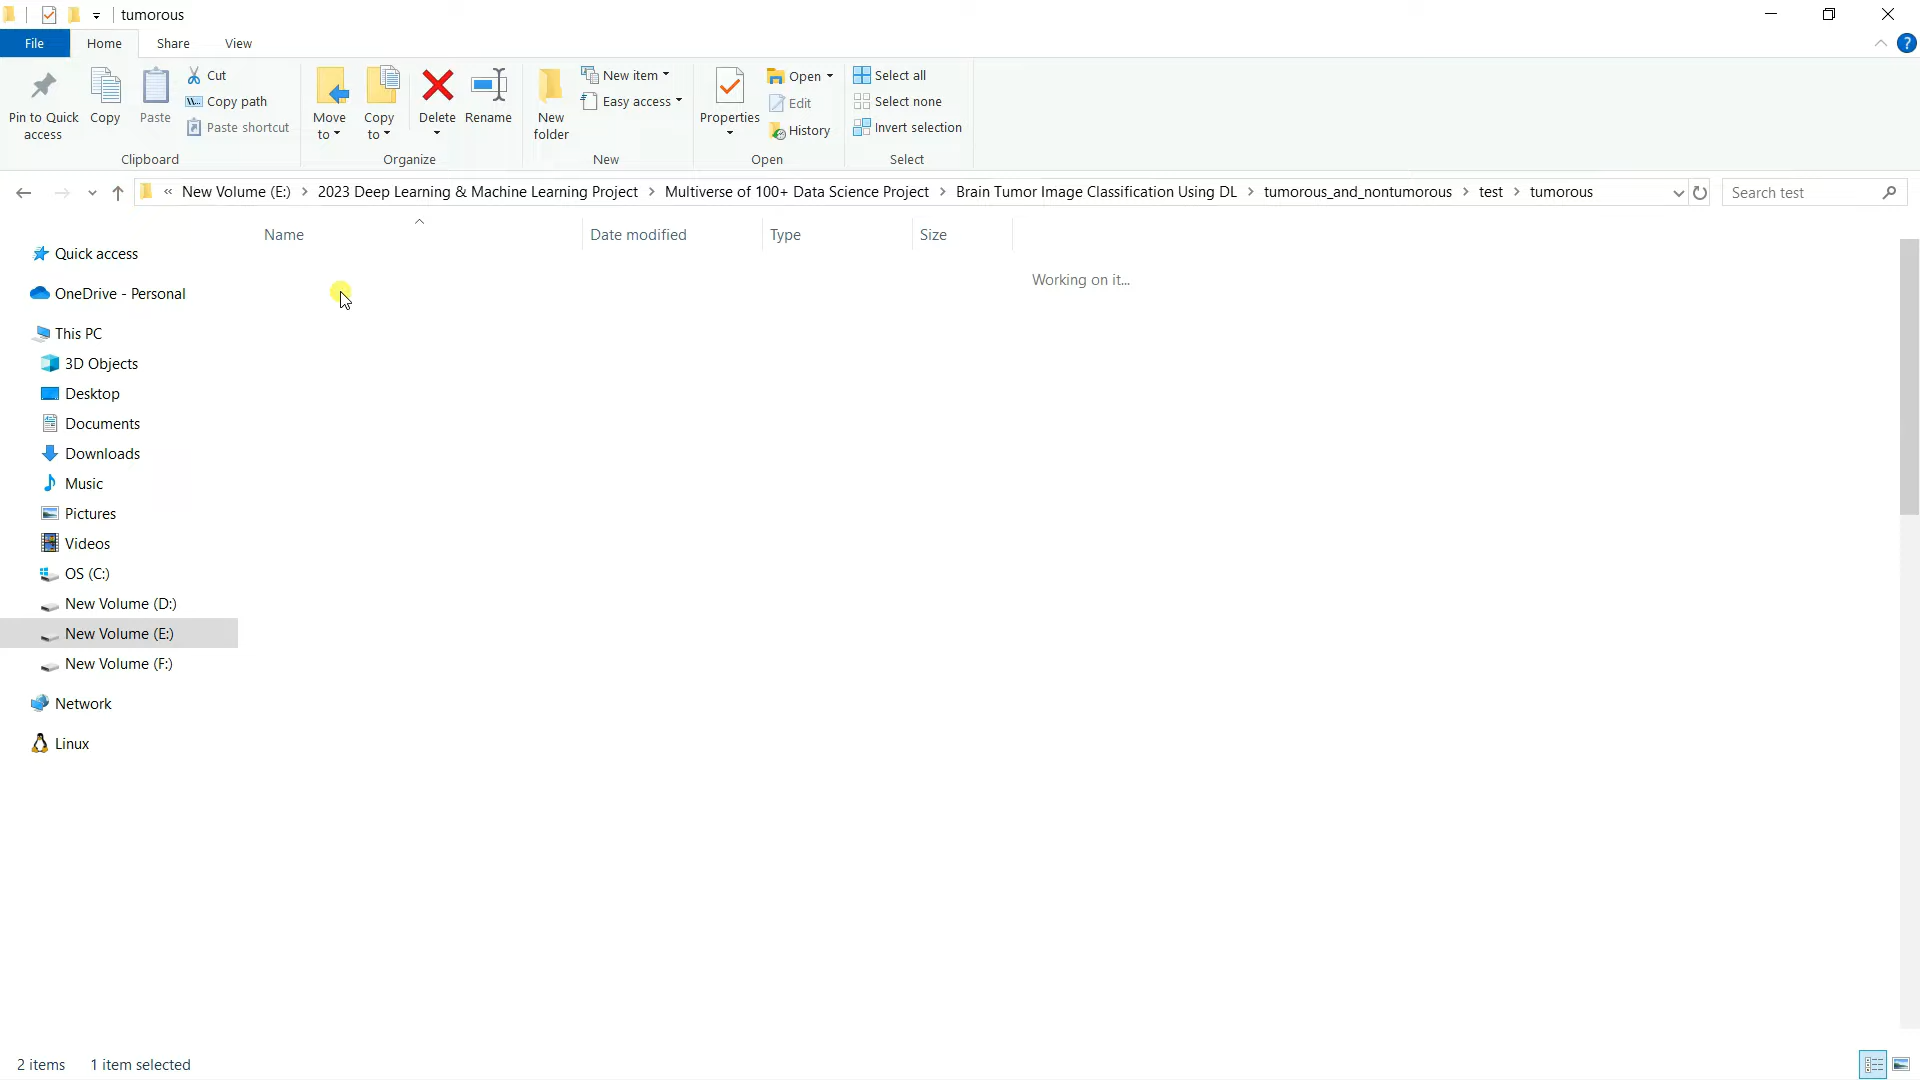 tumorous
File Home Share View
Pin to Quick access
Copy
Paste
Cut
Copy path
Paste shortcut
Clipboard
Move to
Copy to
Delete
Rename
Organize
New folder
New item
Easy access
New
Properties
Open
Edit
History
Open
Select all
Select none
Invert selection
Select
« New Volume (E:) > 2023 Deep Learning & Machine Learning Project > Multiverse of 100+ Data Science Project > Brain Tumor Image Classification Using DL > tumorous_and_nontumorous > test > tumorous
Search test
Name Date modified Type Size
Working on it...
Quick access
OneDrive - Personal
This PC
3D Objects
Desktop
Documents
Downloads
Music
Pictures
Videos
OS (C:)
New Volume (D:)
New Volume (E:)
New Volume (F:)
Network
Linux
2 items 1 item selected